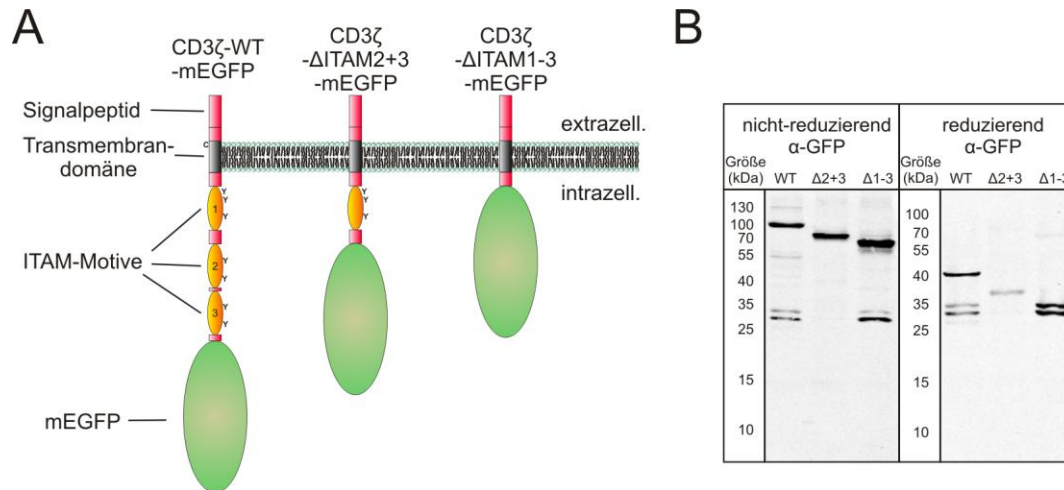 A
CD3ζ-WT
-mEGFP
CD3ζ
-ΔITAM2+3
-mEGFP
CD3ζ
-ΔITAM1-3
-mEGFP
Signalpeptid
Transmembran-
domäne
C
extrazell.
intrazell.
ITAM-Motive
1
2
3
Y
Y
Y
Y
Y
Y
Y
Y
Y
mEGFP
B
nicht-reduzierend
α-GFP
Größe
(kDa)
WT Δ2+3 Δ1-3
130
100
70
55
40
35
25
15
10
reduzierend
α-GFP
Größe
(kDa)
WT Δ2+3 Δ1-3
100
70
55
40
35
25
15
10